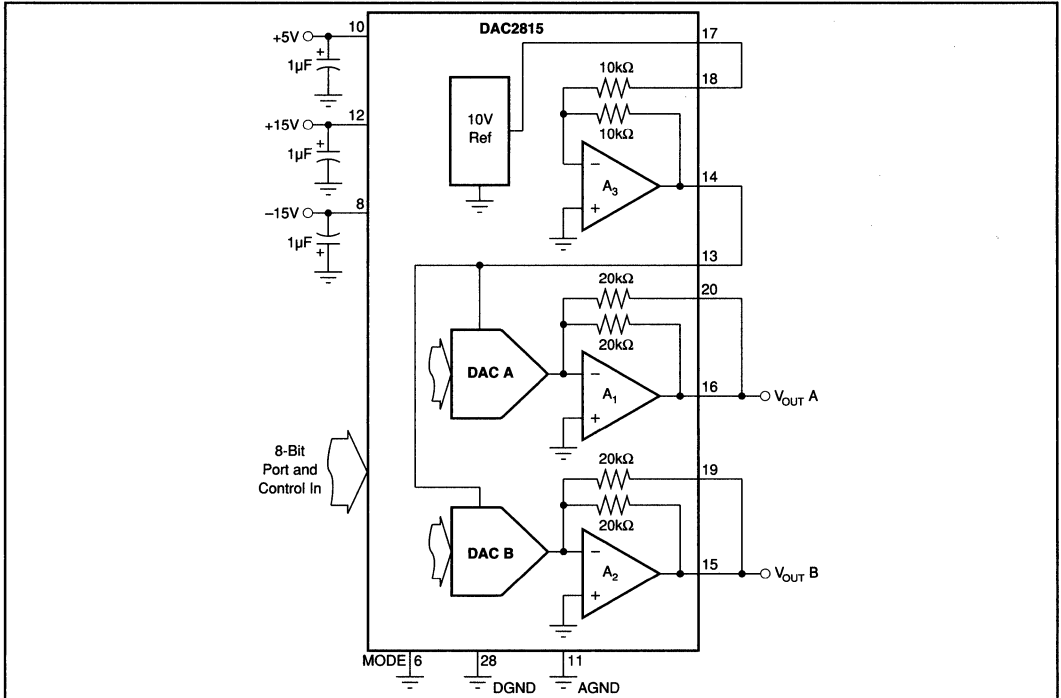 DAC2815
+5V
10
+
1µF
+15V
12
+
1µF
–15V
8
1µF
+
10V
Ref
17
10kΩ
18
10kΩ
–
A3
+
14
13
20kΩ
20
20kΩ
DAC A
–
A1
+
16
VOUT A
8-Bit
Port and
Control In
20kΩ
19
20kΩ
DAC B
–
A2
+
15
VOUT B
MODE 6
28
DGND
11
AGND